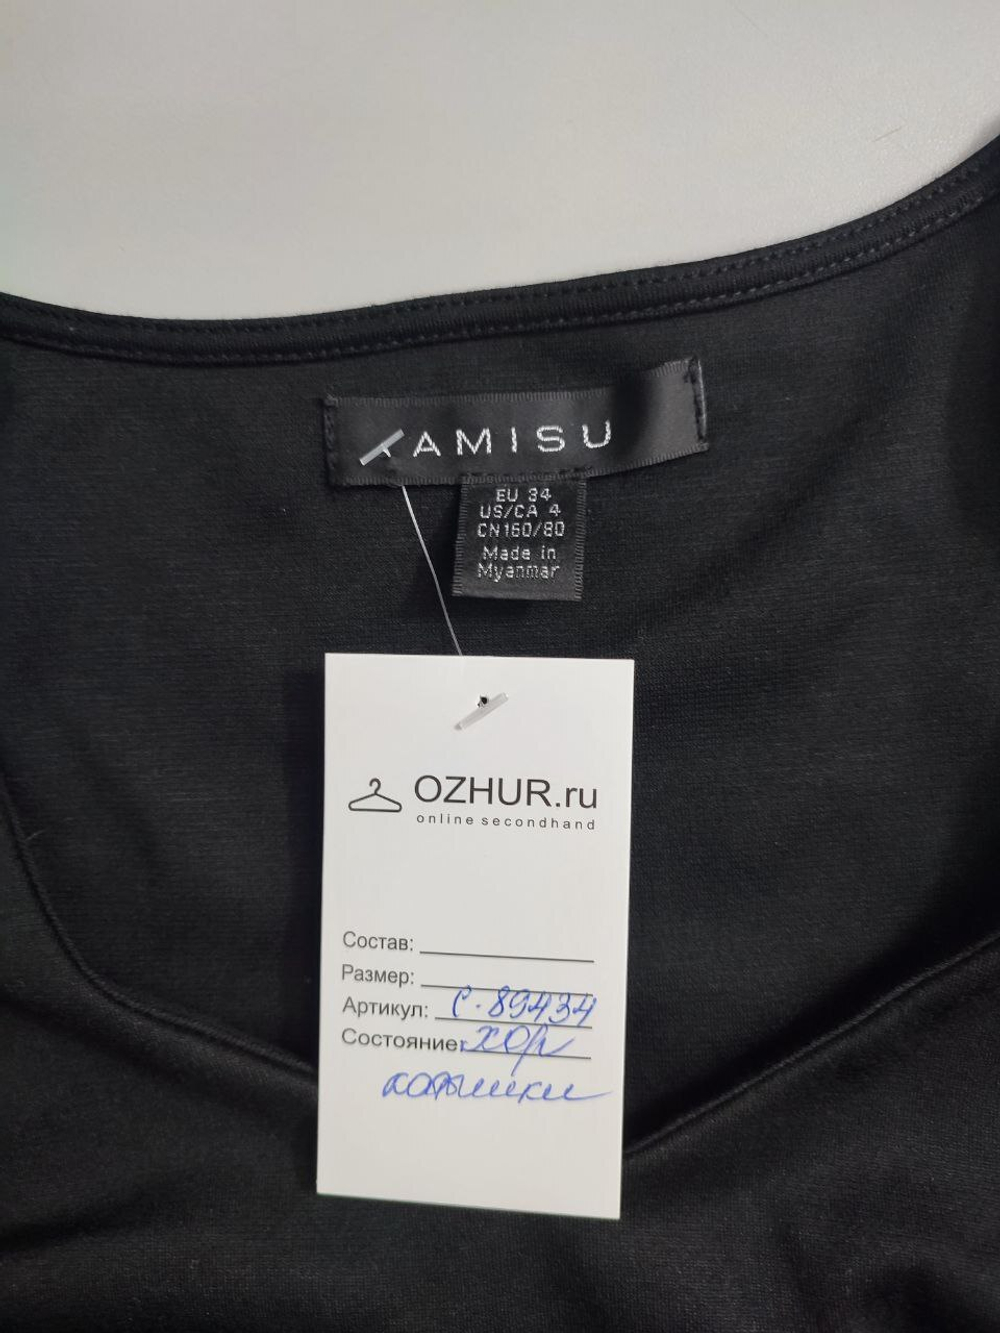 AMISU
EU 34
US/CA 4
CN160/80
Made in
Myanmar
OZHUR.ru
online secondhand
Состав:
Размер:
Артикул: С-89434
Состояние: хор
катышки